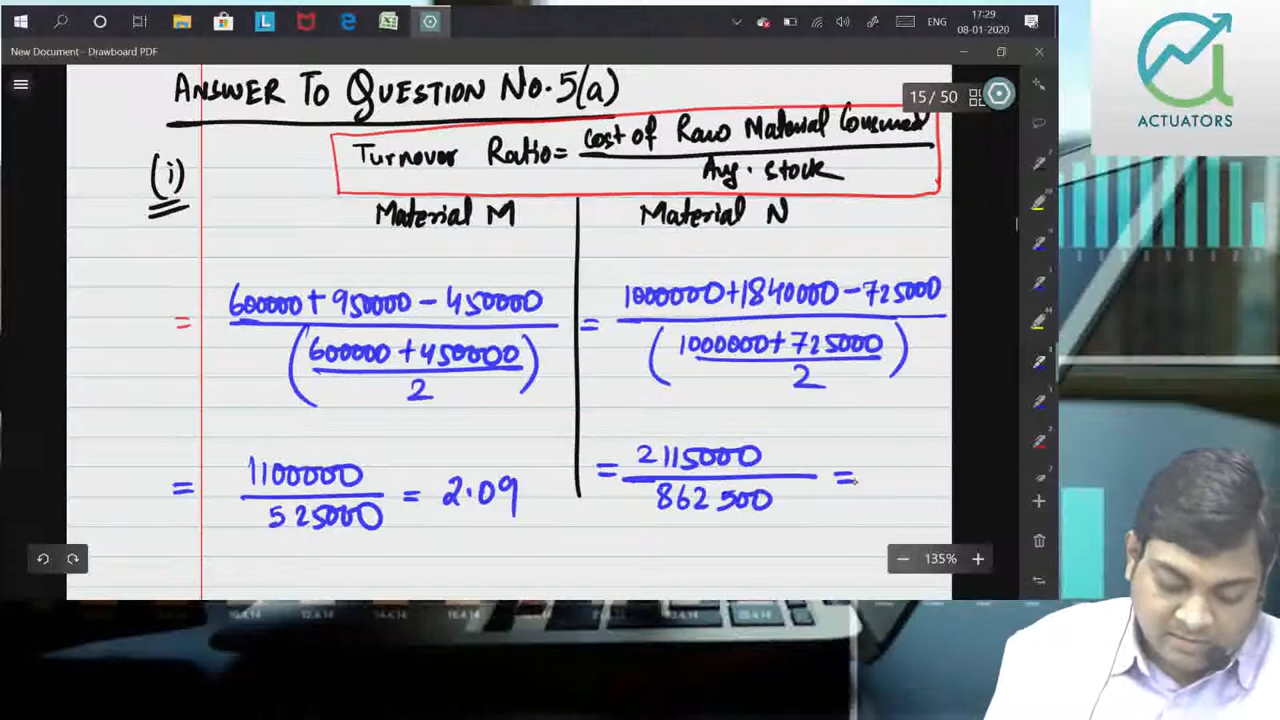 17:29
ENG
08-01-2020
New Document - Drawboard PDF
ANSWER TO QUESTION NO. 5(a)
15 / 50
ACTUATORS
(i)
Turnover Ratio = Cost of Raw Material Consumed
Avg. stock
Material M
Material N
600000 + 950000 - 450000
1000000 + 1840000 - 725000
=
=
(600000 + 450000)
2
(1000000 + 725000)
2
= 1100000
525000
= 2.09
= 2115000
862500
=
135%